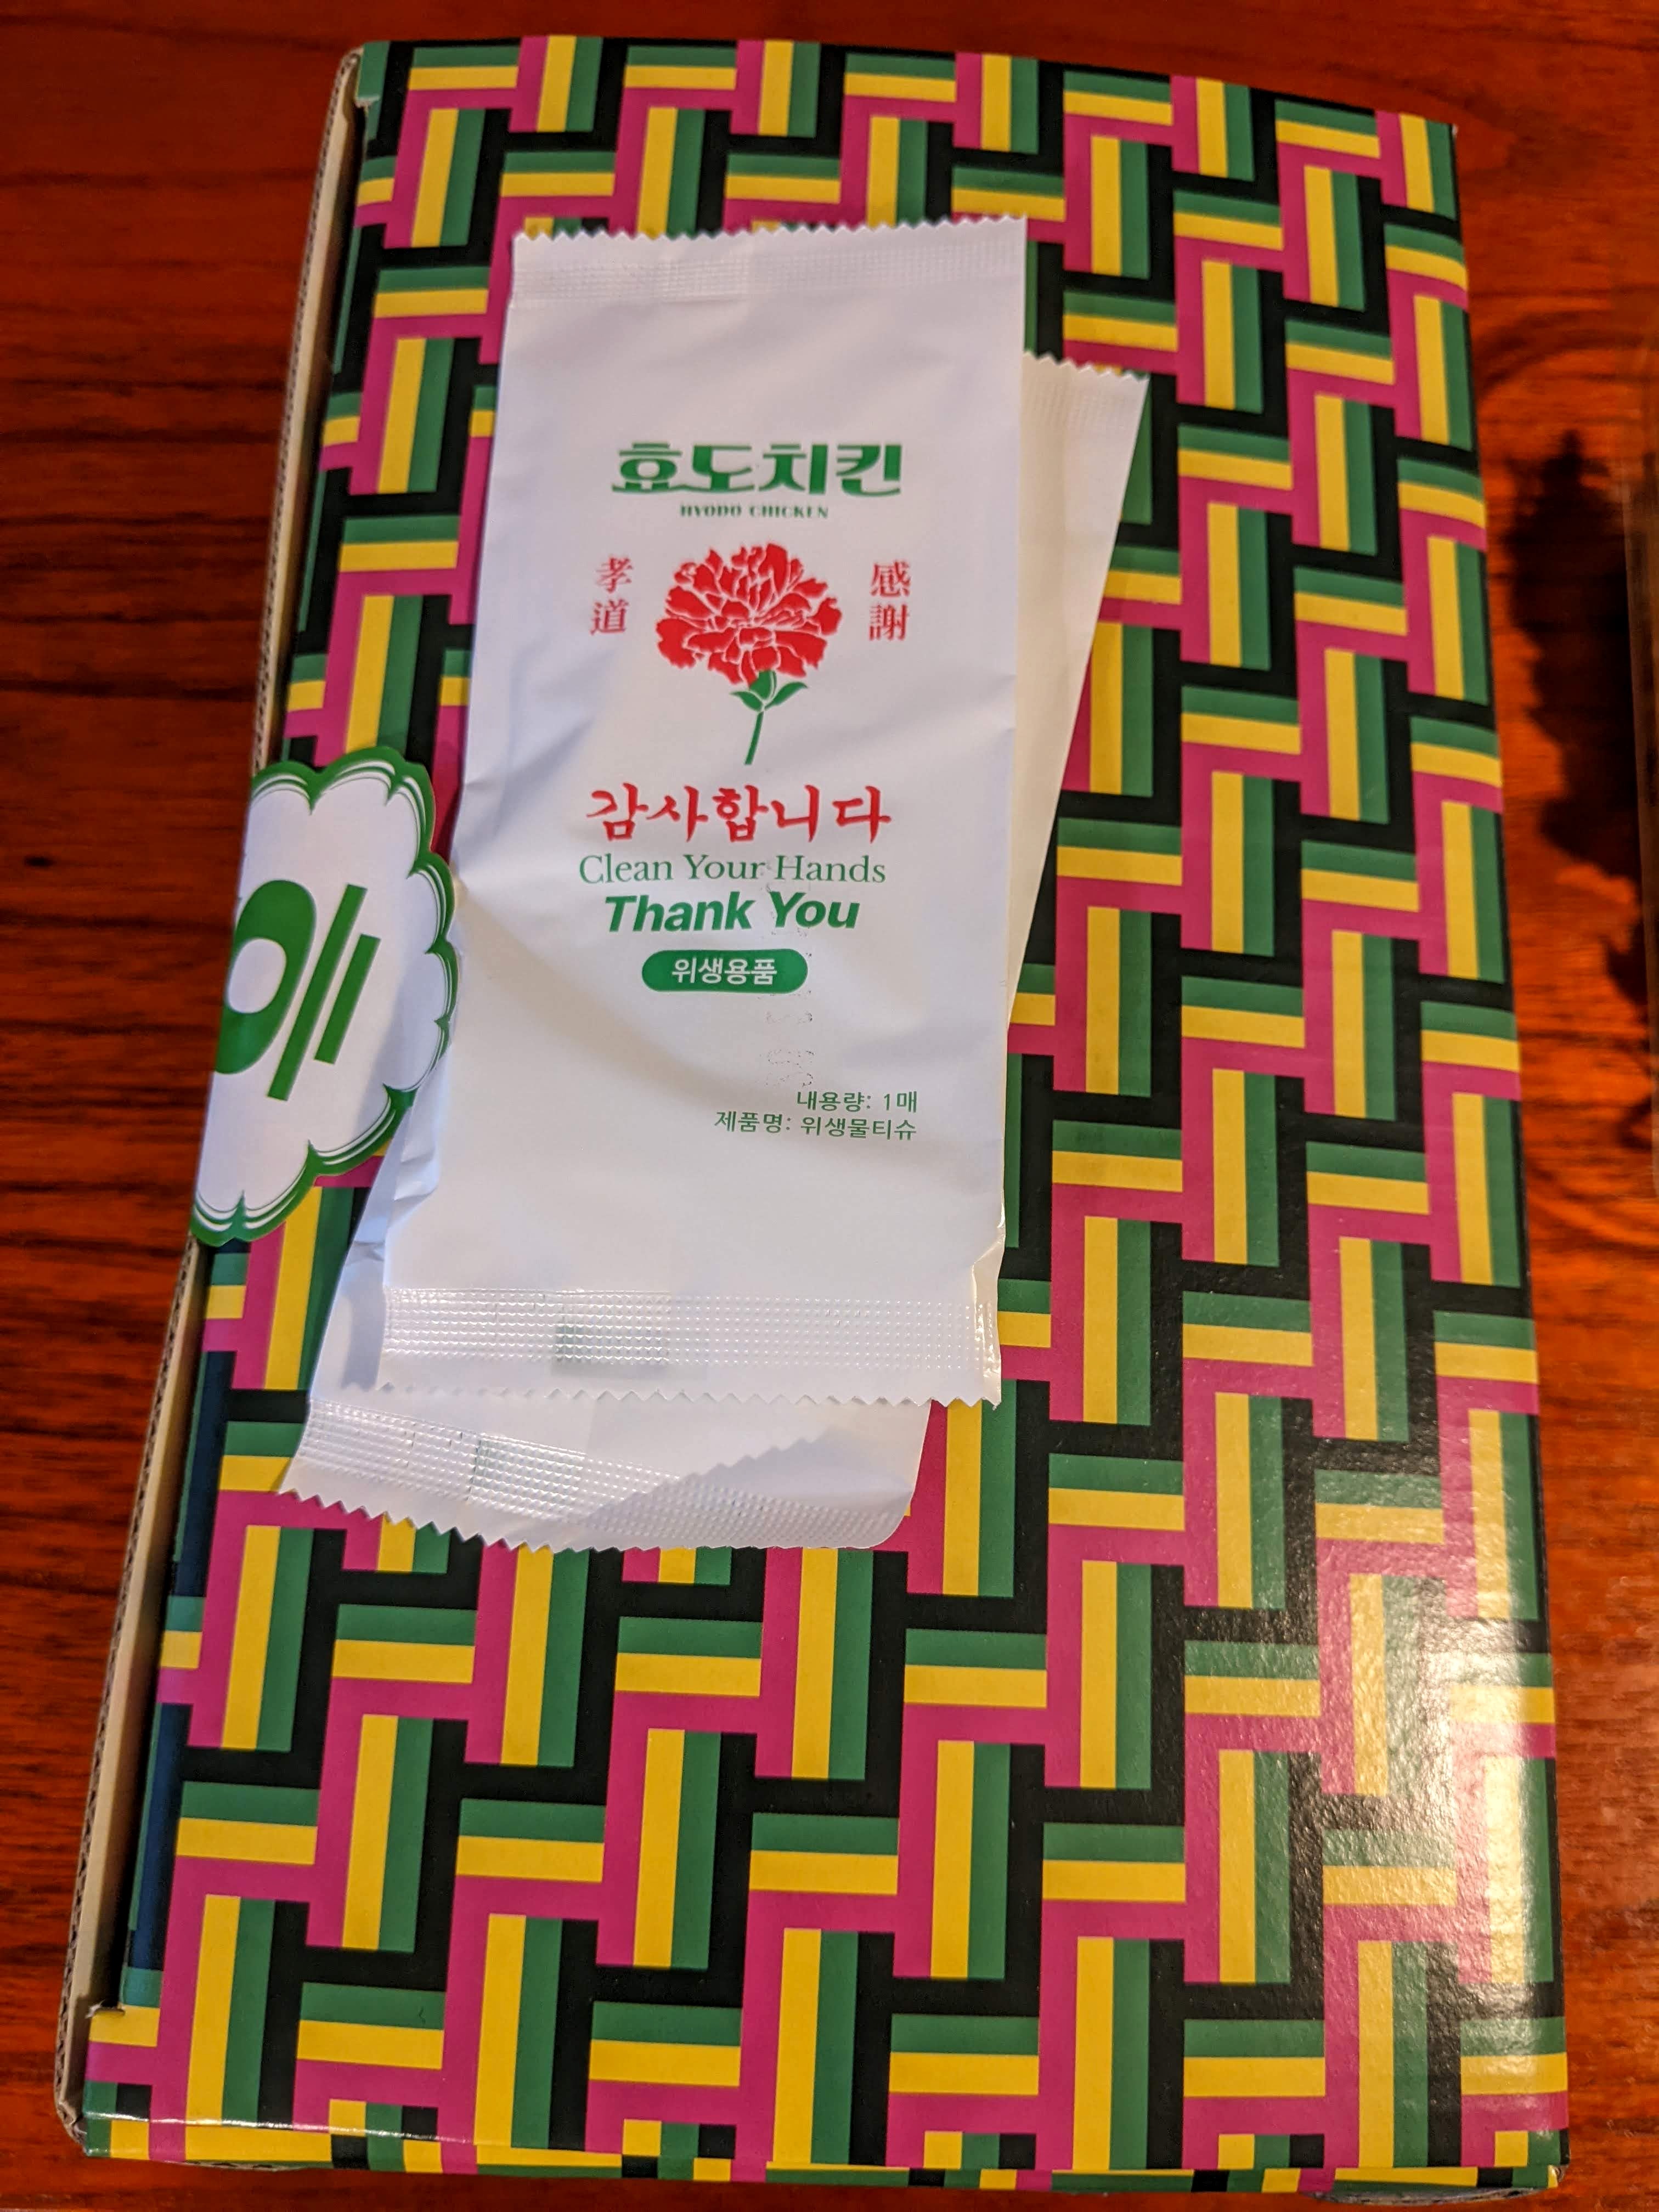 효도치킨
HYODO CHICKEN
孝道
感謝
감사합니다
Clean Your Hands
Thank You
위생용품
내용량: 1매
제품명: 위생물티슈